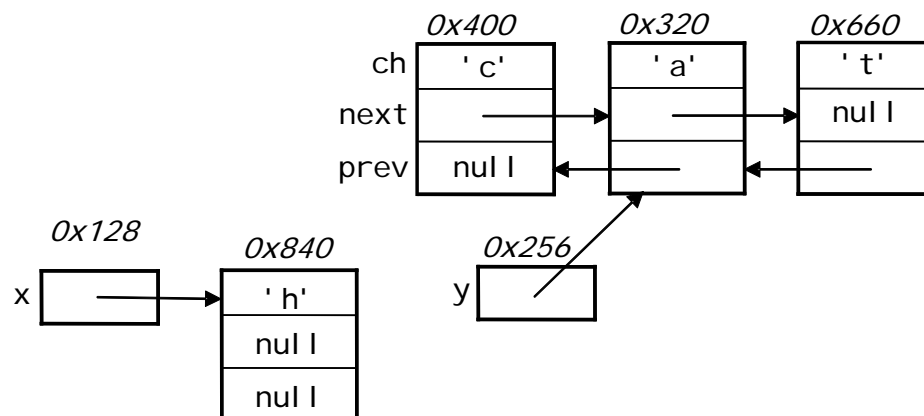 0x400 0x320 0x660
ch 'c' 'a' 't'
next null
prev null
0x128 0x840 0x256
x 'h' y
null
null